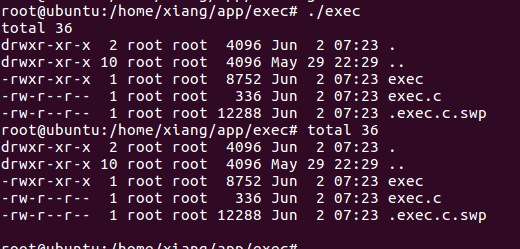 root@ubuntu:/home/xiang/app/exec# ./exec
total 36
drwxr-xr-x  2 root root  4096 Jun  2 07:23 .
drwxr-xr-x 10 root root  4096 May 29 22:29 ..
-rwxr-xr-x  1 root root  8752 Jun  2 07:23 exec
-rw-r--r--  1 root root   336 Jun  2 07:23 exec.c
-rw-r--r--  1 root root 12288 Jun  2 07:23 .exec.c.swp
root@ubuntu:/home/xiang/app/exec# total 36
drwxr-xr-x  2 root root  4096 Jun  2 07:23 .
drwxr-xr-x 10 root root  4096 May 29 22:29 ..
-rwxr-xr-x  1 root root  8752 Jun  2 07:23 exec
-rw-r--r--  1 root root   336 Jun  2 07:23 exec.c
-rw-r--r--  1 root root 12288 Jun  2 07:23 .exec.c.swp
root@ubuntu:/home/xiang/app/exec#